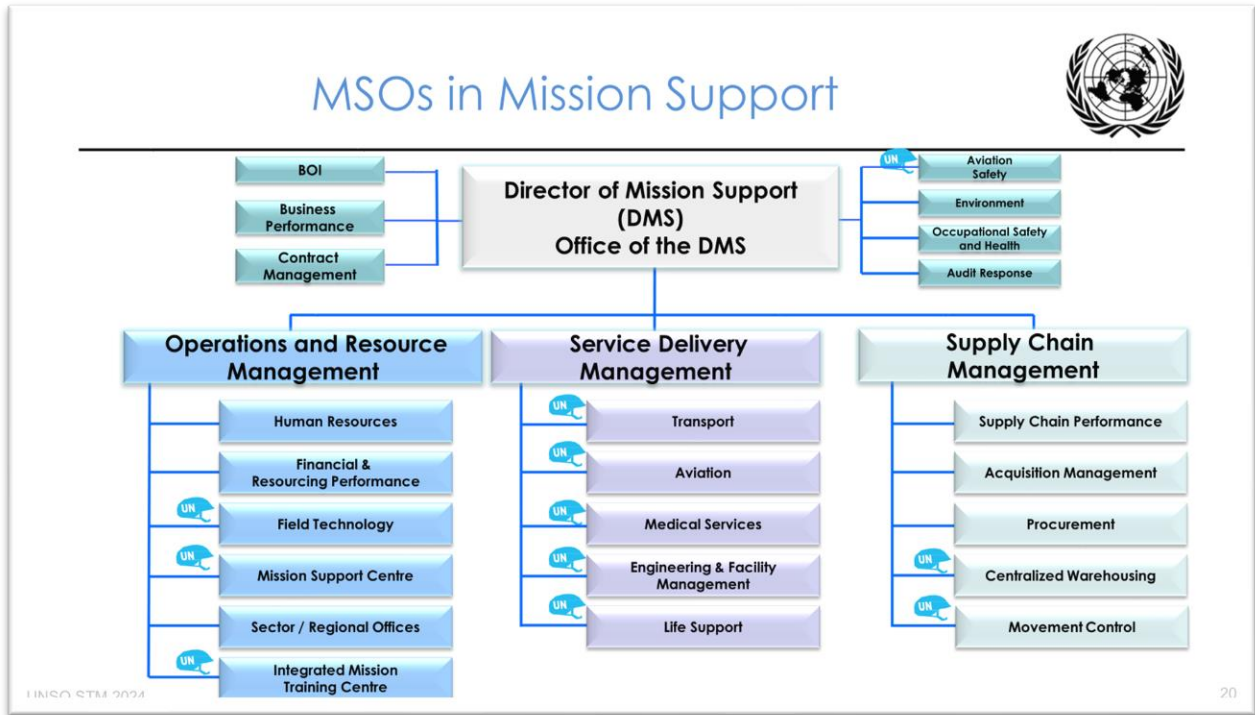 MSOs in Mission Support
BOI
Business
Performance
Contract
Management
Director of Mission Support
(DMS)
Office of the DMS
UN
Aviation
Safety
Environment
Occupational Safety
and Health
Audit Response
Operations and Resource
Management
Human Resources
Financial &
Resourcing Performance
UN
Field Technology
UN
Mission Support Centre
Sector / Regional Offices
UN
Integrated Mission
Training Centre
Service Delivery
Management
UN
Transport
UN
Aviation
UN
Medical Services
UN
Engineering & Facility
Management
UN
Life Support
Supply Chain
Management
Supply Chain Performance
Acquisition Management
Procurement
UN
Centralized Warehousing
UN
Movement Control
UNSO STM 2024
20